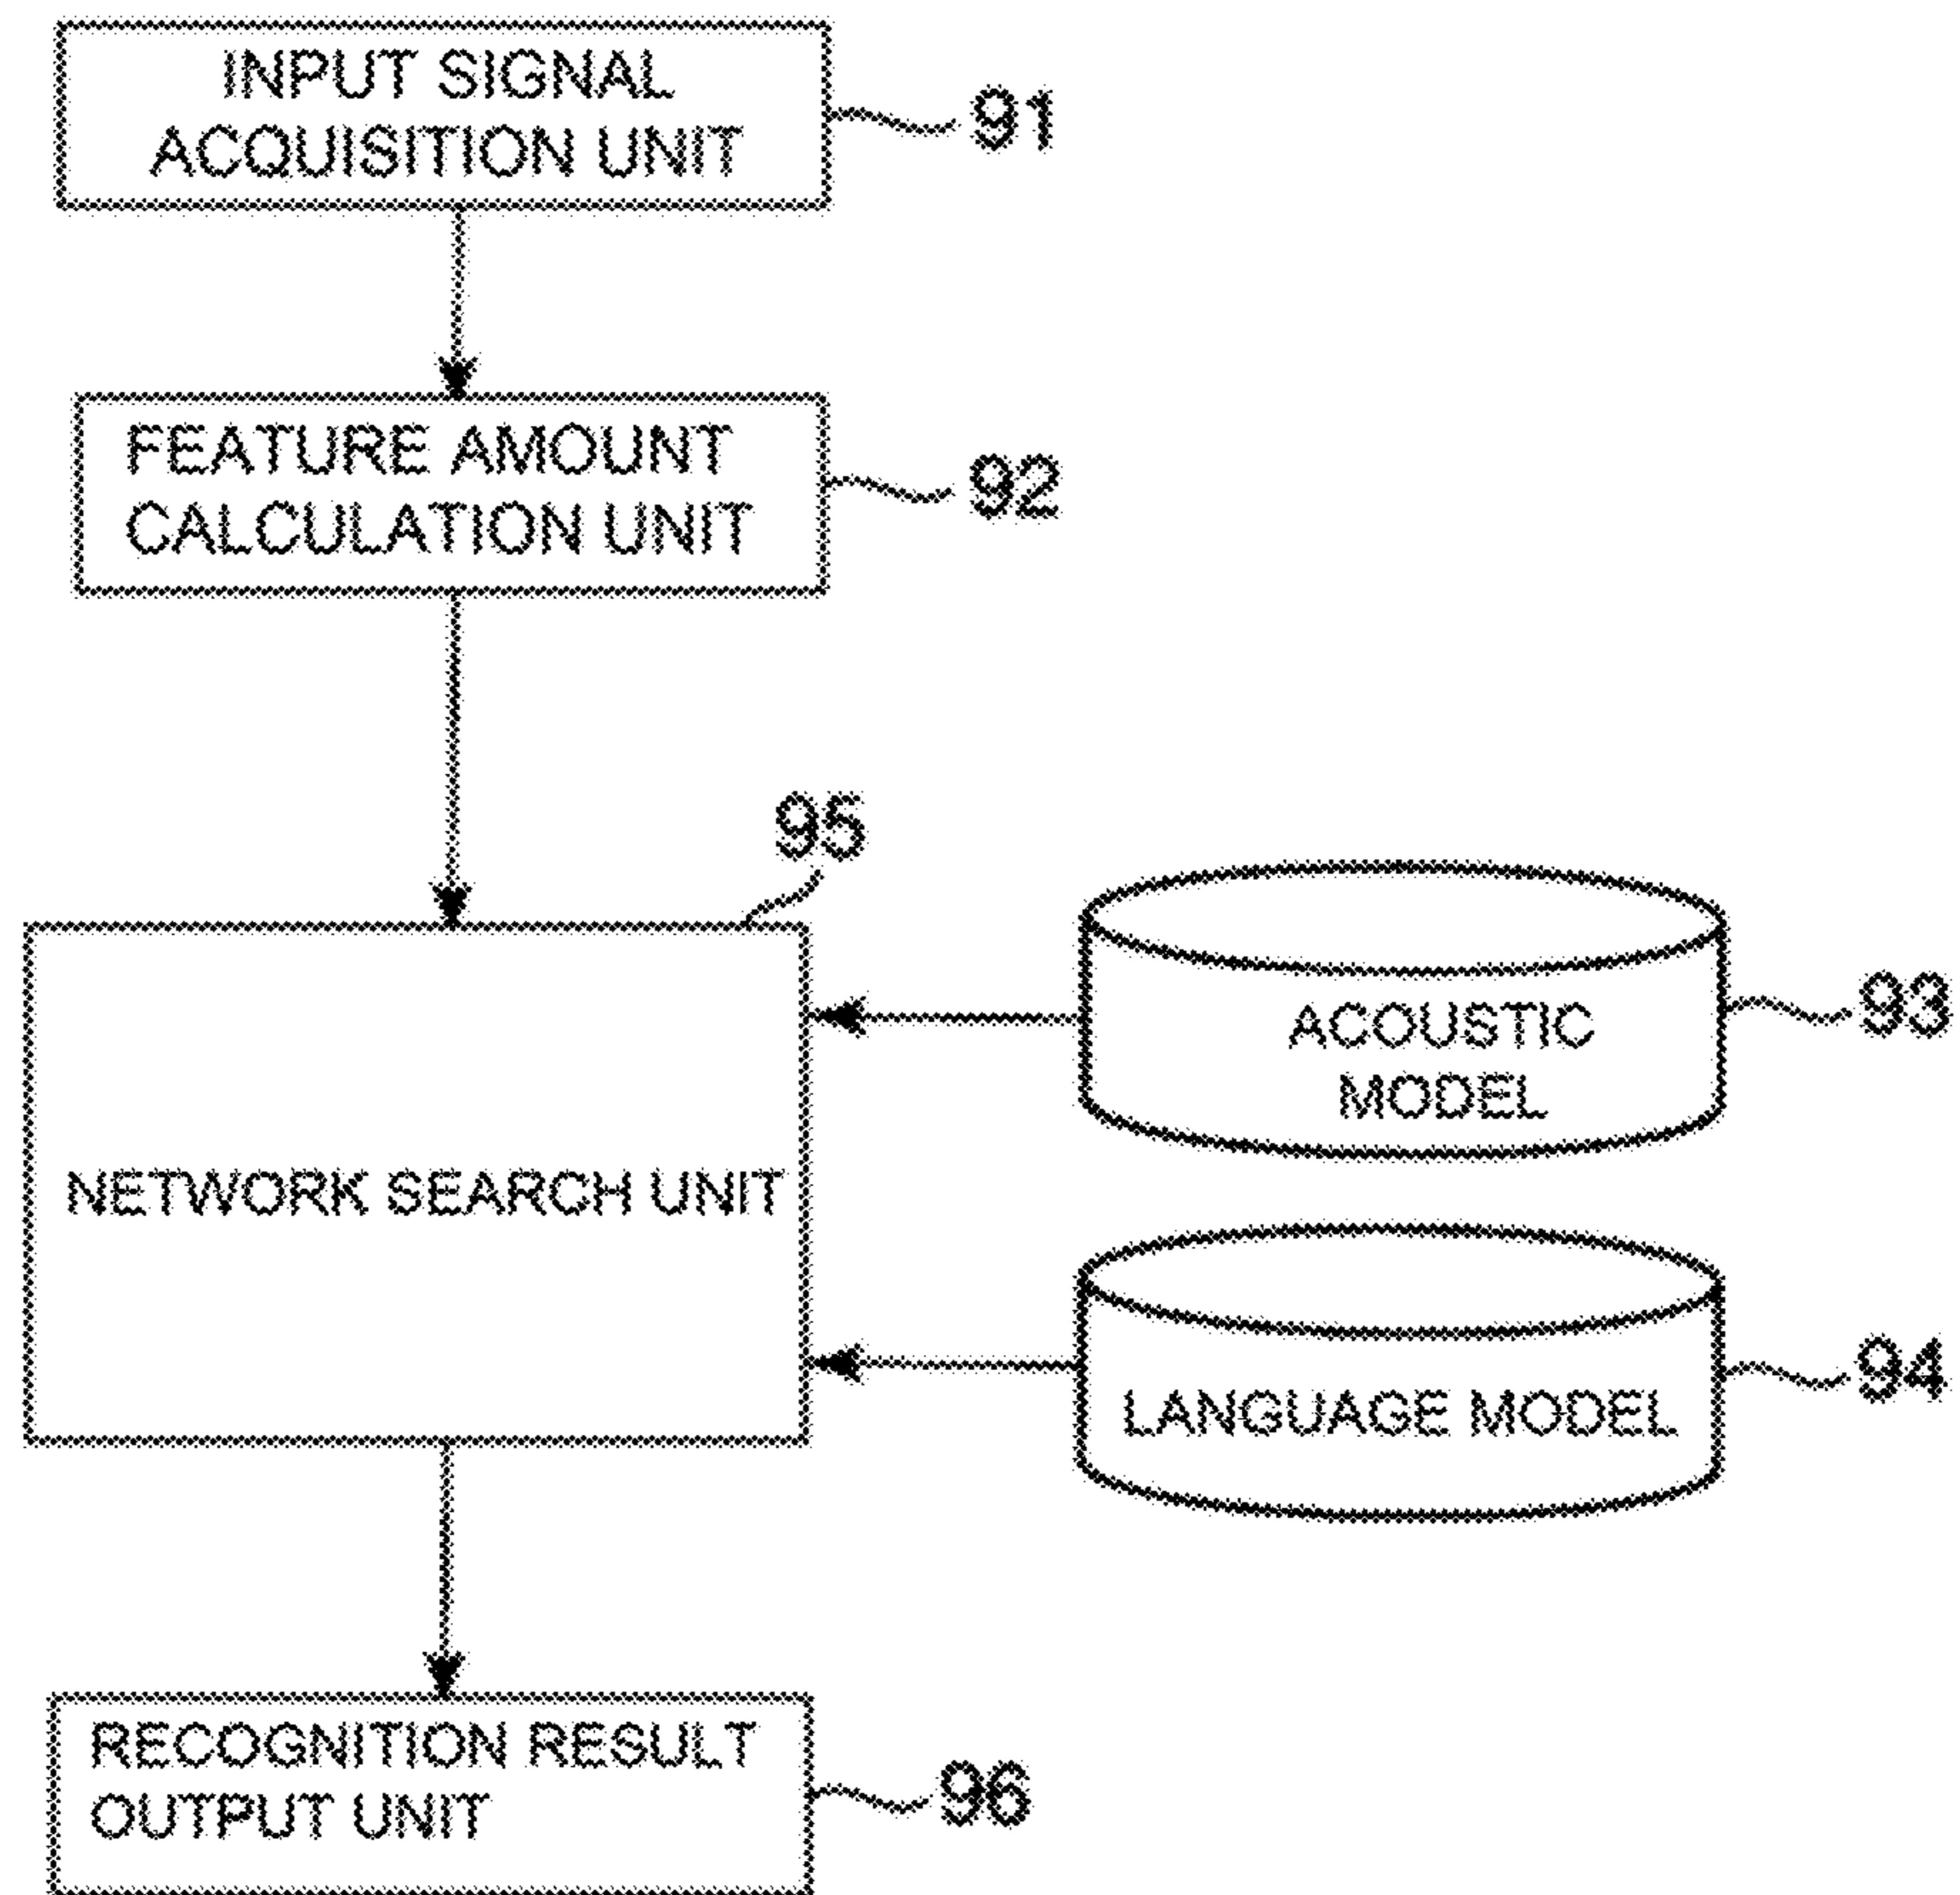 INPUT SIGNAL
ACQUISITION UNIT
91
FEATURE AMOUNT
CALCULATION UNIT
92
95
NETWORK SEARCH UNIT
ACOUSTIC
MODEL
93
LANGUAGE MODEL
94
RECOGNITION RESULT
OUTPUT UNIT
96